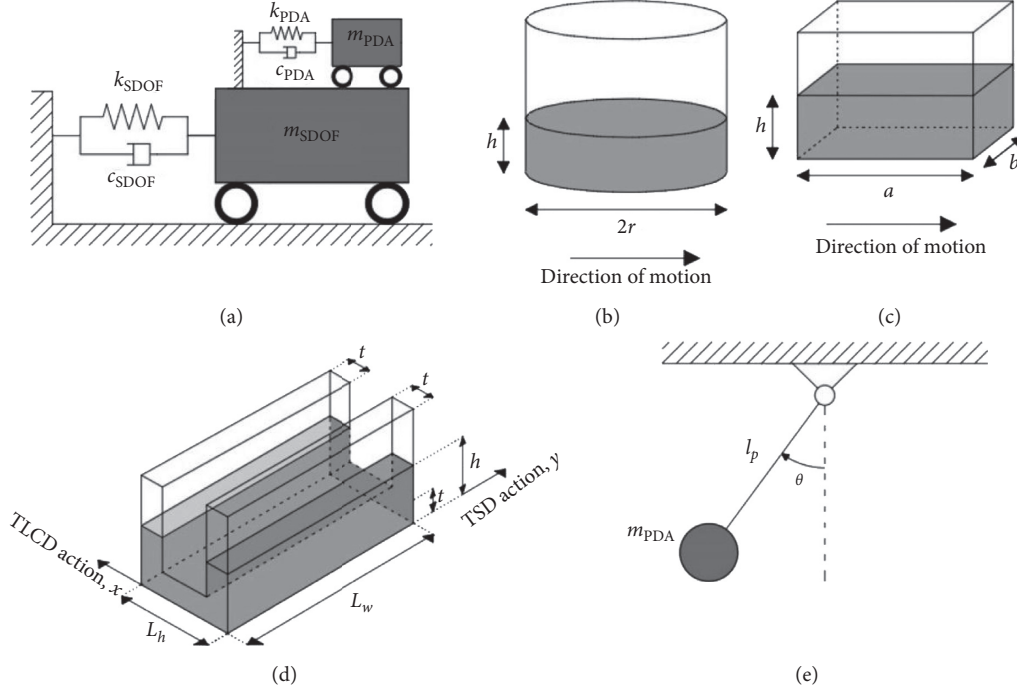 k_PDA
m_PDA
c_PDA
k_SDOF
m_SDOF
c_SDOF
(a)
h
2r
Direction of motion
(b)
h
a
b
Direction of motion
(c)
t
t
h
t
TSD action, y
TLCD action, x
L_h
L_w
(d)
l_p
θ
m_PDA
(e)